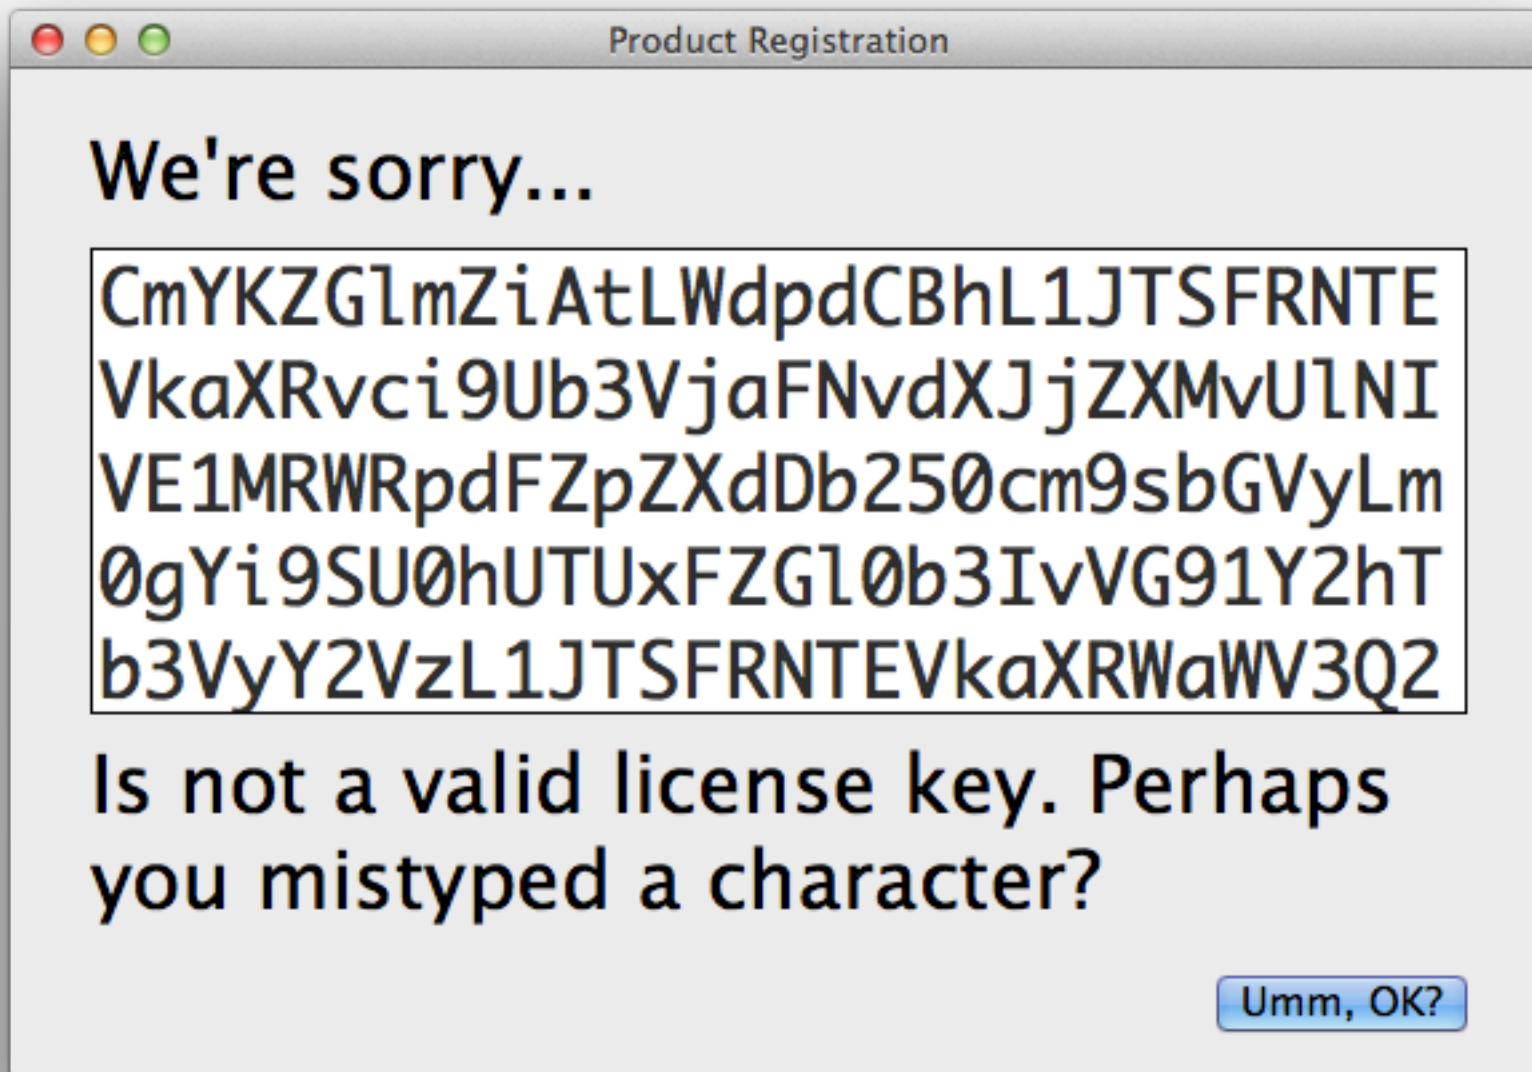 Product Registration
We're sorry...
CmYKZGlmZiAtLWdpdCBhL1JTSFRNTE
VkaXRvci9Ub3VjaFNvdXJjZXMvUlNI
VE1MRWRpdFZpZXdDb250cm9sbGVyLm
0gYi9SU0hUTUxFZGl0b3IvVG91Y2hT
b3VyY2VzL1JTSFRNTEVkaXRWaWV3Q2
Is not a valid license key. Perhaps
you mistyped a character?
Umm, OK?